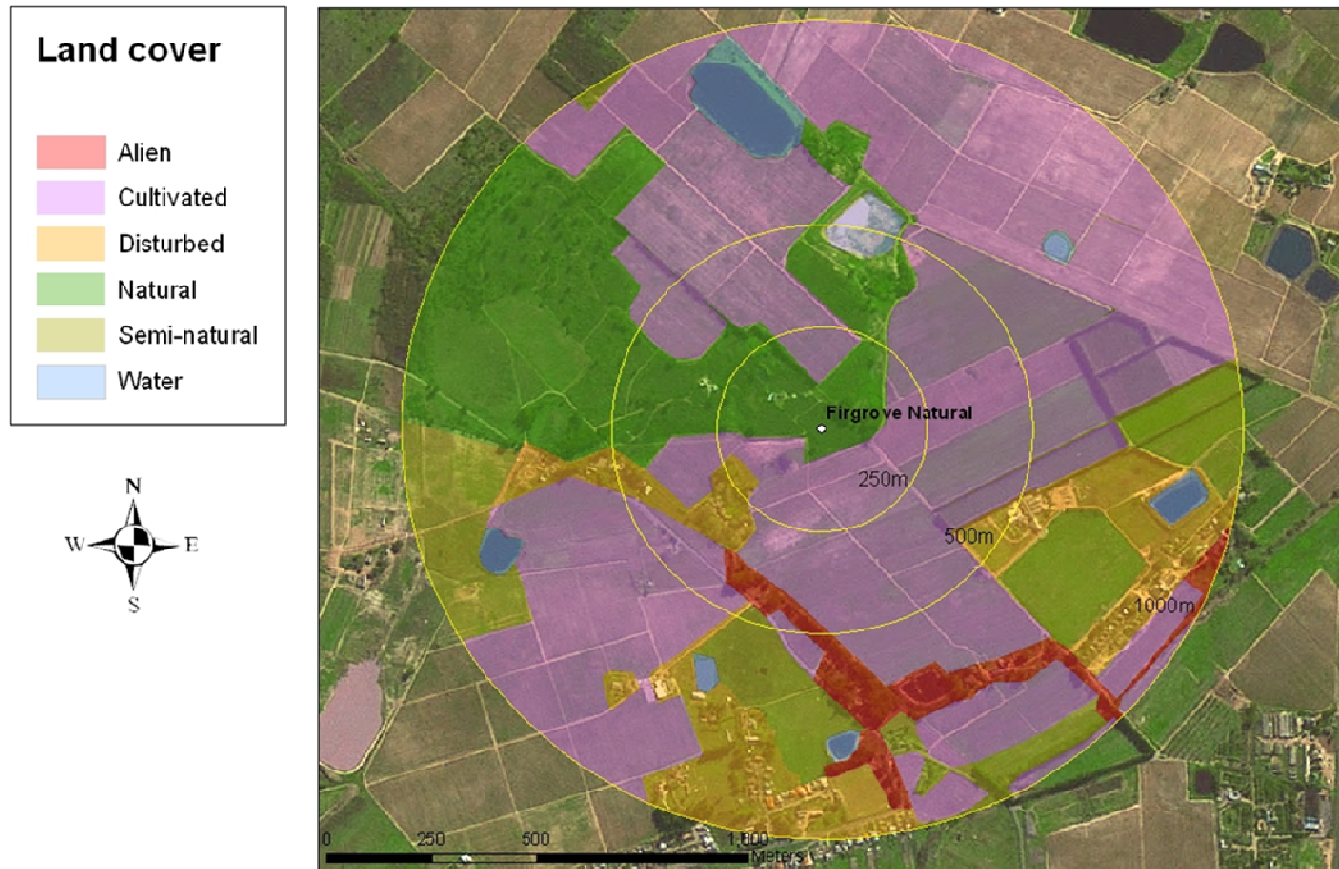 Land cover
Alien
Cultivated
Disturbed
Natural
Semi-natural
Water
N
W E
S
Firgrove Natural
250m
500m
1000m
0 250 500 1,000
Meters